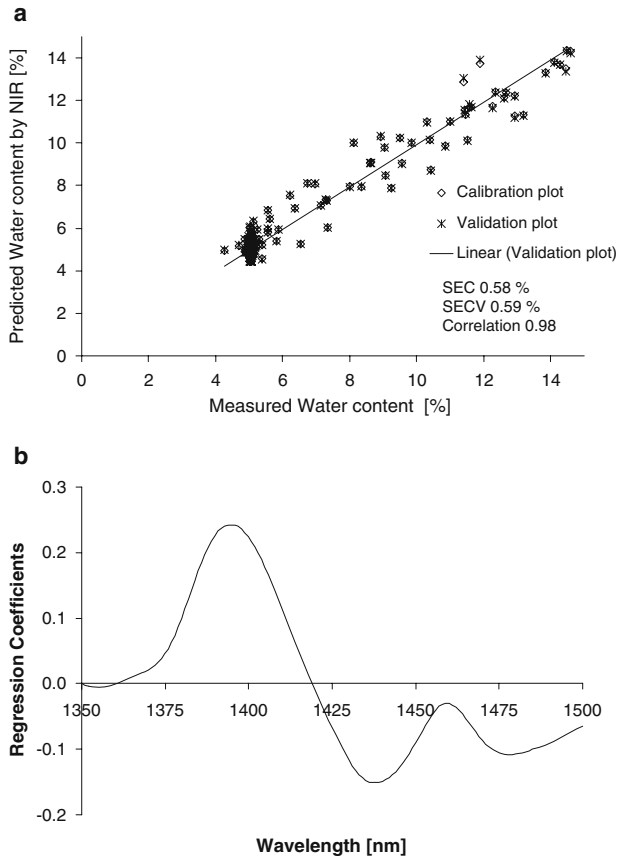 a
Predicted Water content by NIR [%]
16
14
12
10
8
6
4
2
0
0 2 4 6 8 10 12 14
Measured Water content [%]
Calibration plot
Validation plot
Linear (Validation plot)
SEC 0.58 %
SECV 0.59 %
Correlation 0.98
b
Regression Coefficients
0.3
0.2
0.1
0.0
-0.1
-0.2
1350 1375 1400 1425 1450 1475 1500
Wavelength [nm]